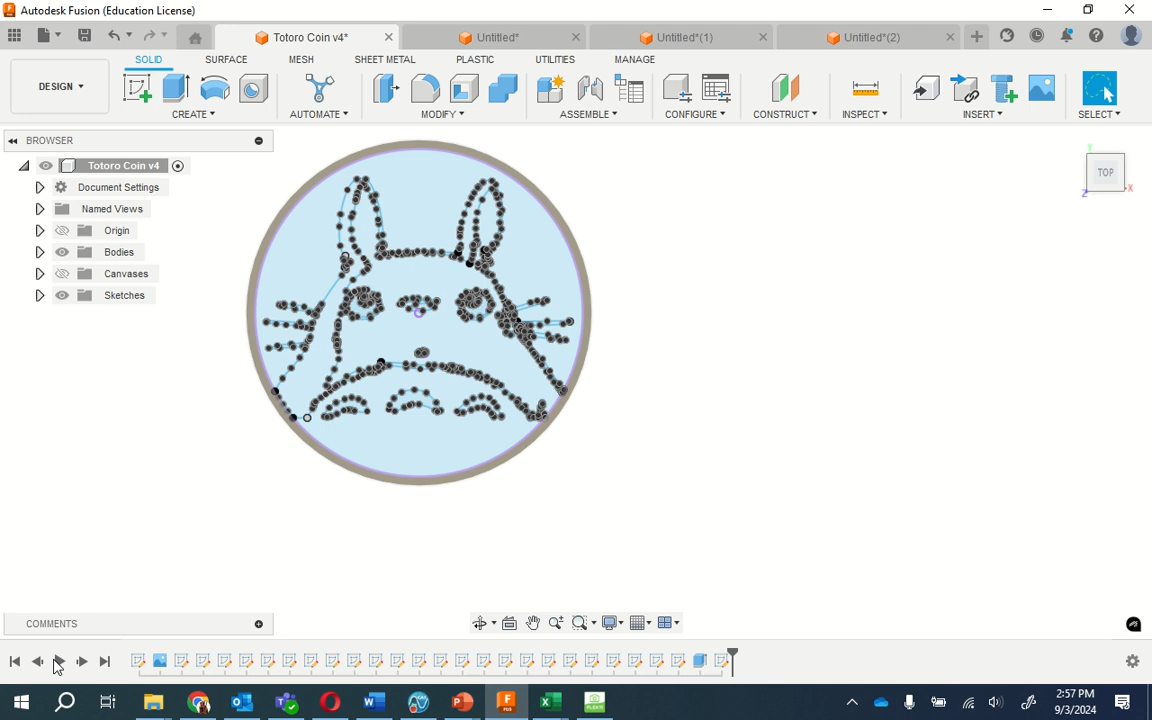 Autodesk Fusion (Education License)
Totoro Coin v4*
Untitled*
Untitled*(1)
Untitled*(2)
DESIGN
SOLID
SURFACE
MESH
SHEET METAL
PLASTIC
UTILITIES
MANAGE
CREATE
AUTOMATE
MODIFY
ASSEMBLE
CONFIGURE
CONSTRUCT
INSPECT
INSERT
SELECT
BROWSER
Totoro Coin v4
Document Settings
Named Views
Origin
Bodies
Canvases
Sketches
Y
TOP
X
Z
COMMENTS
2:57 PM
9/3/2024